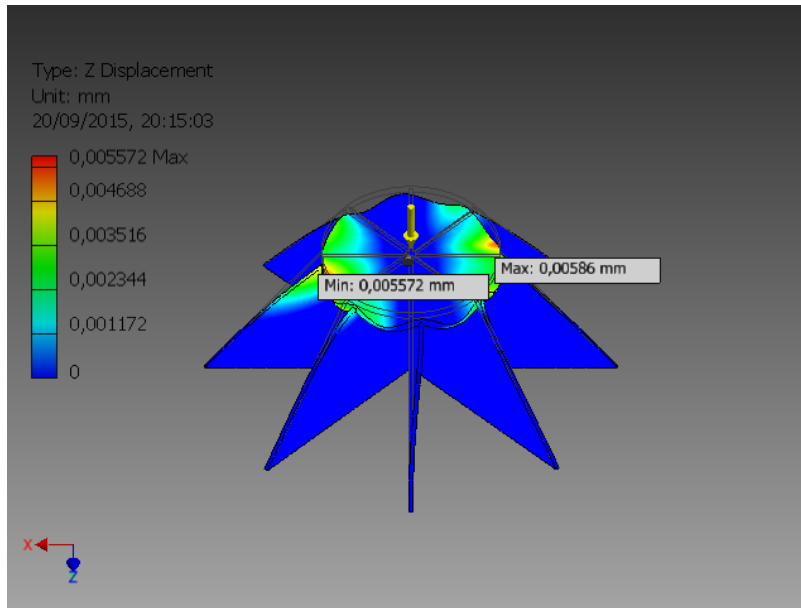 Type: Z Displacement
Unit: mm
20/09/2015, 20:15:03
0,005572 Max
0,004688
0,003516
0,002344
0,001172
0
Max: 0,00586 mm
Min: 0,005572 mm
X
Z